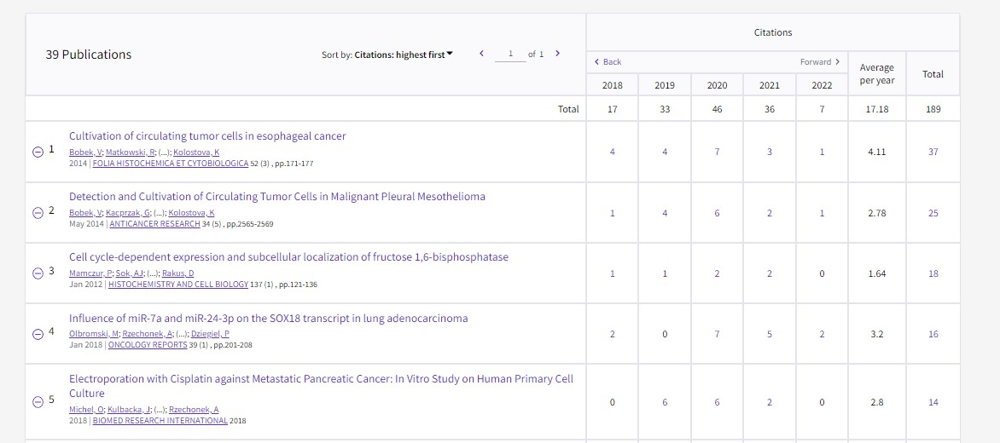 Citations
39 Publications
Sort by: Citations: highest first
1 of 1
Back
Forward
Average per year
Total
2018 2019 2020 2021 2022
Total 17 33 46 36 7 17.18 189
1 Cultivation of circulating tumor cells in esophageal cancer
Bobek, V; Matkowski, R; (...); Kolostova, K
2014 | FOLIA HISTOCHEMICA ET CYTOBIOLOGICA 52 (3) , pp.171-177
4 4 7 3 1 4.11 37
2 Detection and Cultivation of Circulating Tumor Cells in Malignant Pleural Mesothelioma
Bobek, V; Kacprzak, G; (...); Kolostova, K
May 2014 | ANTICANCER RESEARCH 34 (5) , pp.2565-2569
1 4 6 2 1 2.78 25
3 Cell cycle-dependent expression and subcellular localization of fructose 1,6-bisphosphatase
Mamczur, P; Sok, AJ; (...); Rakus, D
Jan 2012 | HISTOCHEMISTRY AND CELL BIOLOGY 137 (1) , pp.121-136
1 1 2 2 0 1.64 18
4 Influence of miR-7a and miR-24-3p on the SOX18 transcript in lung adenocarcinoma
Olbromski, M; Rzechonek, A; (...); Dziegiel, P
Jan 2018 | ONCOLOGY REPORTS 39 (1) , pp.201-208
2 0 7 5 2 3.2 16
5 Electroporation with Cisplatin against Metastatic Pancreatic Cancer: In Vitro Study on Human Primary Cell
Culture
Michel, O; Kulbacka, J; (...); Rzechonek, A
2018 | BIOMED RESEARCH INTERNATIONAL 2018
0 6 6 2 0 2.8 14